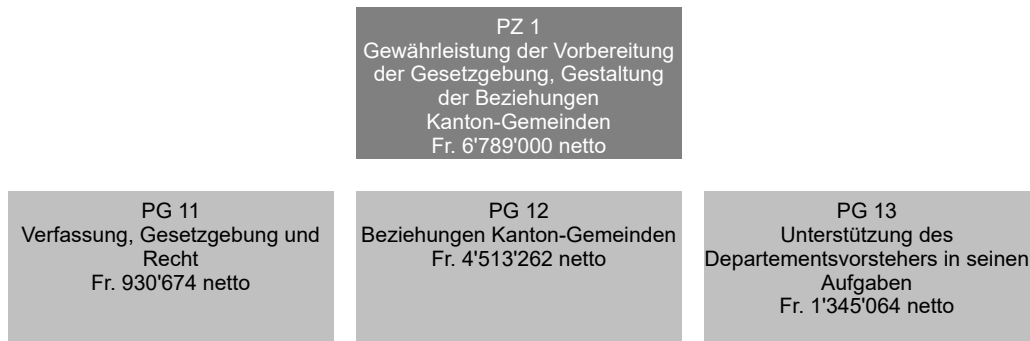 PZ 1
Gewährleistung der Vorbereitung
der Gesetzgebung, Gestaltung
der Beziehungen
Kanton-Gemeinden
Fr. 6'789'000 netto
PG 11
Verfassung, Gesetzgebung und
Recht
Fr. 930'674 netto
PG 12
Beziehungen Kanton-Gemeinden
Fr. 4'513'262 netto
PG 13
Unterstützung des
Departementsvorstehers in seinen
Aufgaben
Fr. 1'345'064 netto